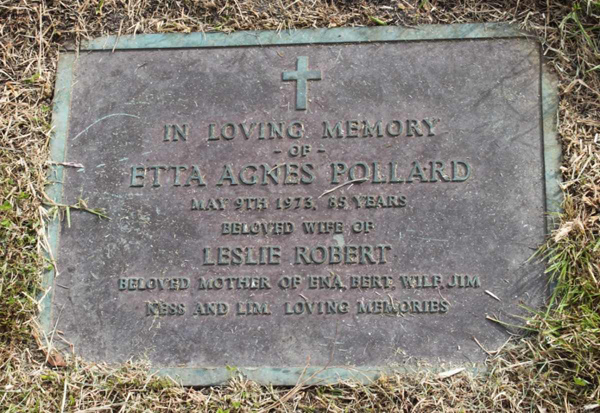 IN LOVING MEMORY
- OF -
ETTA AGNES POLLARD
MAY 9TH 1973, 85 YEARS
BELOVED WIFE OF
LESLIE ROBERT
BELOVED MOTHER OF ENA, BERT, WILF, JIM
NESS AND LIM. LOVING MEMORIES